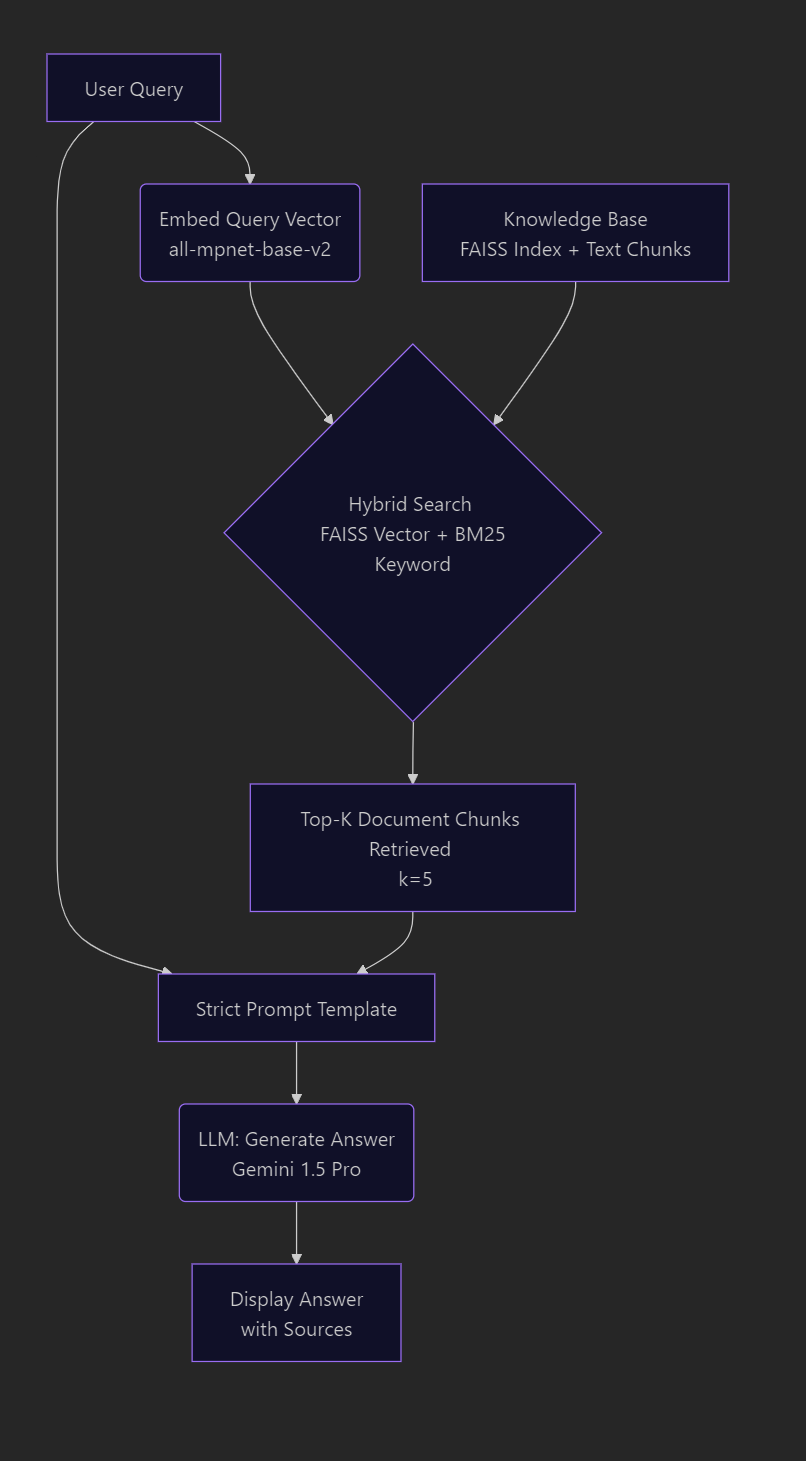 User Query
Embed Query Vector
all-mpnet-base-v2
Knowledge Base
FAISS Index + Text Chunks
Hybrid Search
FAISS Vector + BM25
Keyword
Top-K Document Chunks
Retrieved
k=5
Strict Prompt Template
LLM: Generate Answer
Gemini 1.5 Pro
Display Answer
with Sources